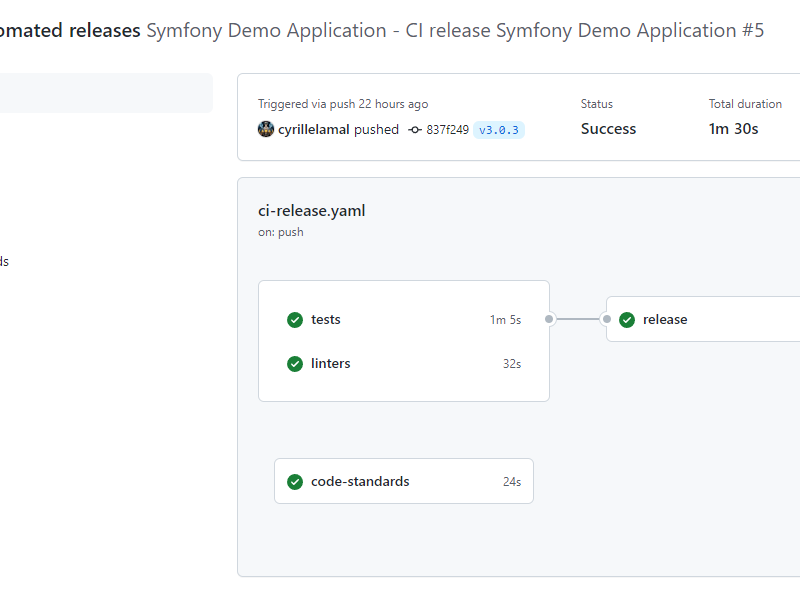 omated releases Symfony Demo Application - CI release Symfony Demo Application #5
Triggered via push 22 hours ago
cyrillelamal pushed 837f249 v3.0.3
Status
Success
Total duration
1m 30s
ci-release.yaml
on: push
ds
tests 1m 5s
linters 32s
release
code-standards 24s